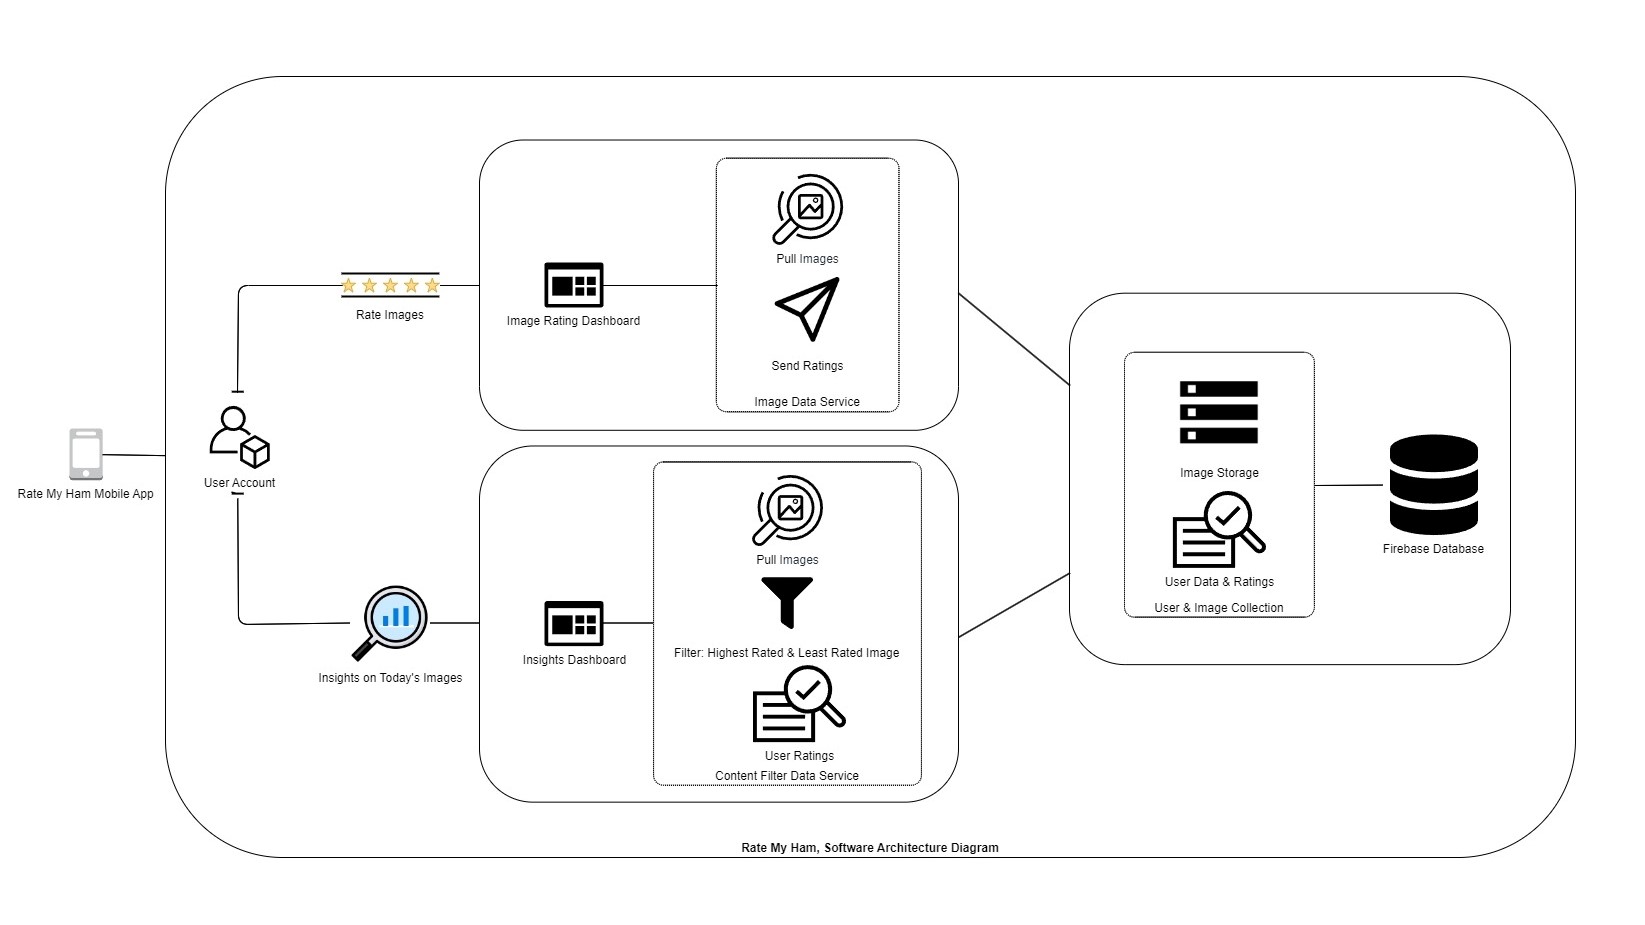 Rate My Ham Mobile App
User Account
Rate Images
Insights on Today's Images
Image Rating Dashboard
Pull Images
Send Ratings
Image Data Service
Insights Dashboard
Pull Images
Filter: Highest Rated & Least Rated Image
User Ratings
Content Filter Data Service
Image Storage
User Data & Ratings
User & Image Collection
Firebase Database
Rate My Ham, Software Architecture Diagram